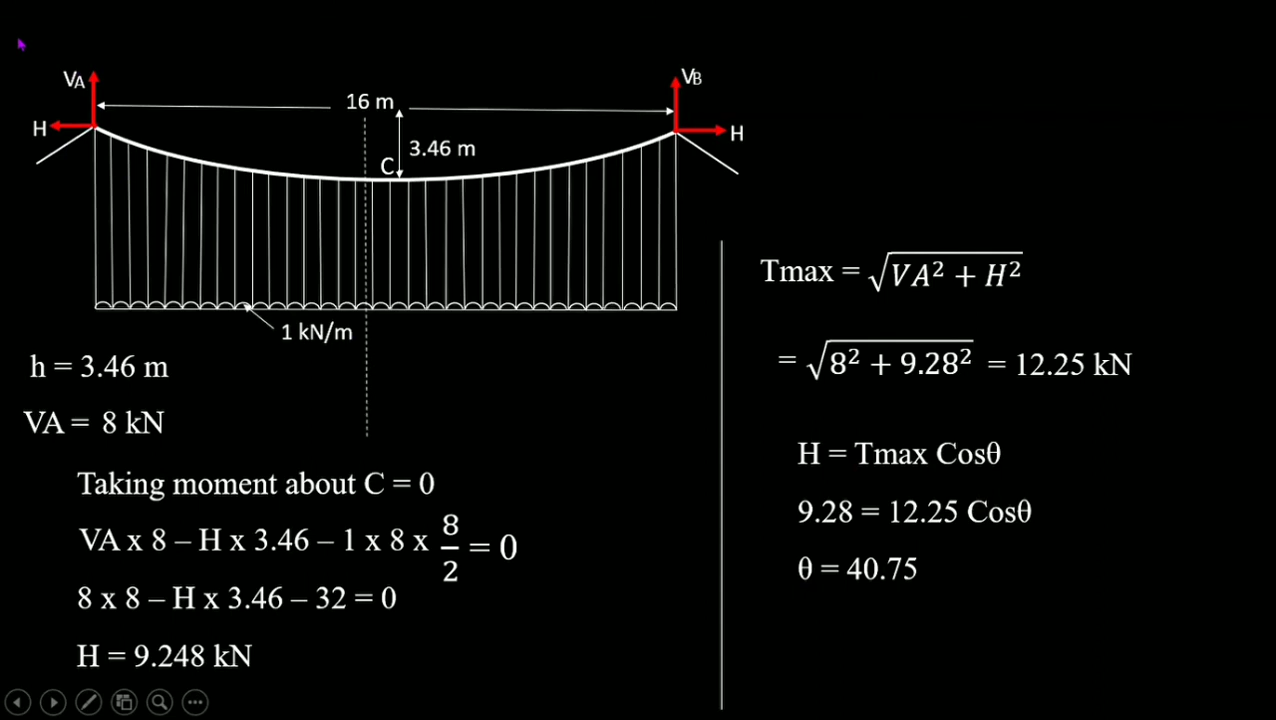 VA
VB
16 m
H
H
3.46 m
C
1 kN/m
h = 3.46 m
VA = 8 kN
Taking moment about C = 0
VA x 8 – H x 3.46 – 1 x 8 x 8/2 = 0
8 x 8 – H x 3.46 – 32 = 0
H = 9.248 kN
Tmax = √(VA² + H²)
= √(8² + 9.28²) = 12.25 kN
H = Tmax Cosθ
9.28 = 12.25 Cosθ
θ = 40.75